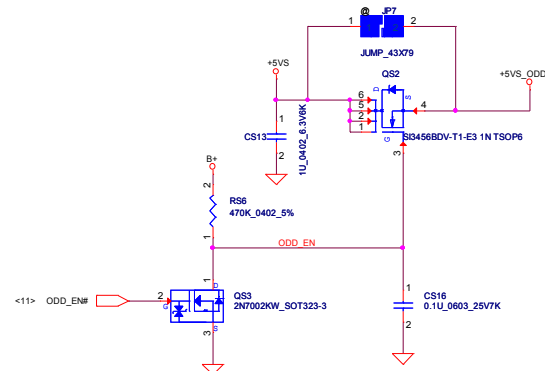 @ JP7
1 2
1 2
JUMP_43X79
+5VS
QS2
+5VS_ODD
6
5
2
1
D
S
4
G
3
SI3456BDV-T1-E3 1N TSOP6
1
CS13
2
1U_0402_6.3V6K
B+
2
RS6
470K_0402_5%
1
ODD_EN
<11> ODD_EN#
2
1
D
G
S
3
QS3
2N7002KW_SOT323-3
1
CS16
0.1U_0603_25V7K
2